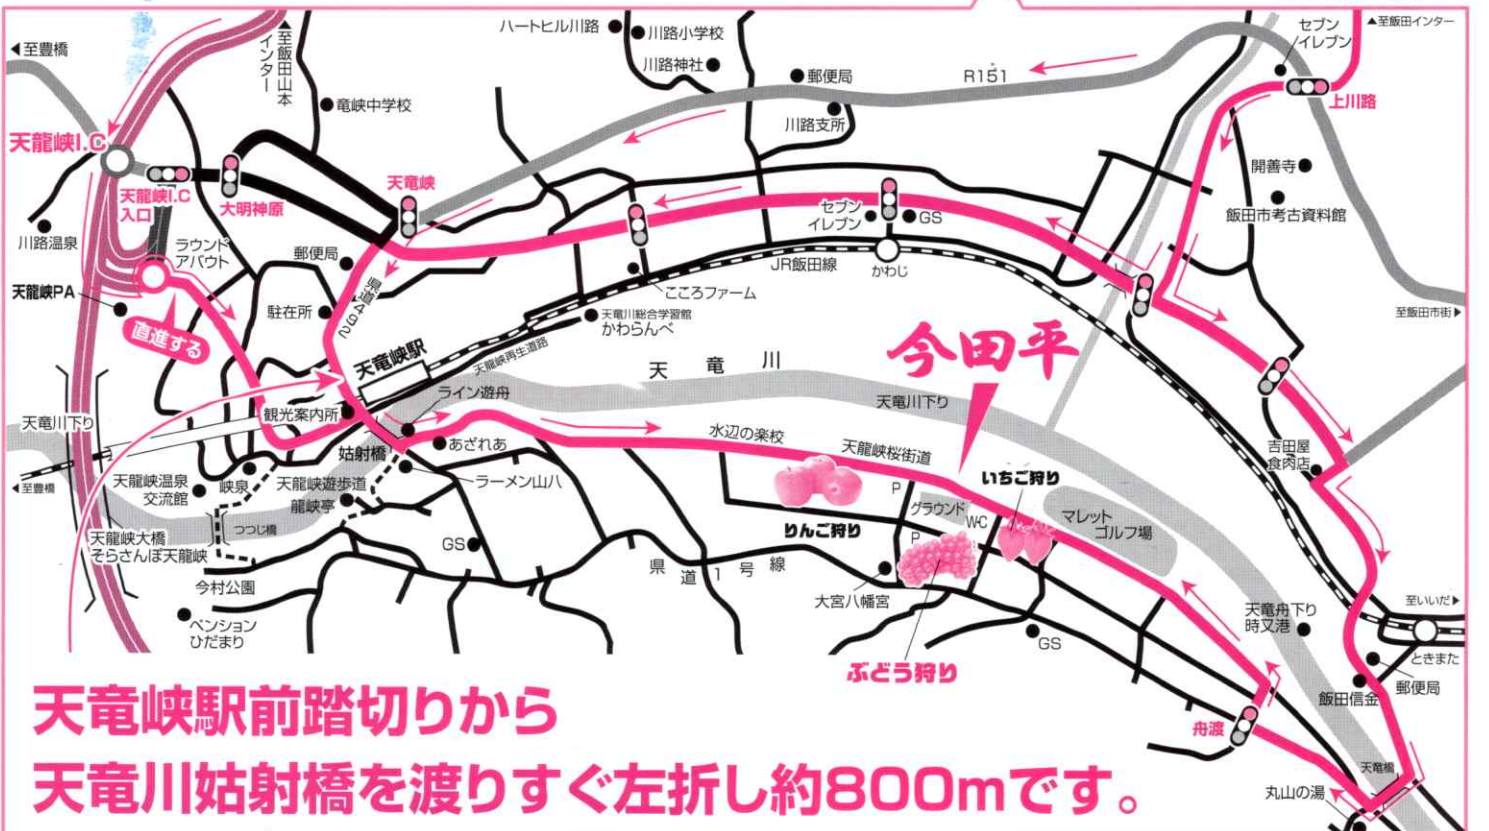 ◀至豊橋
▲至飯田山本
インター
ハートヒル川路
川路小学校
川路神社
郵便局
川路支所
R151
セブン
イレブン
▲至飯田インター
上川路
竜峡中学校
天龍峡I.C
天龍峡I.C
入口
大明神原
天竜峡
開善寺
飯田市考古資料館
川路温泉
ラウンド
アバウト
郵便局
セブン
イレブン
GS
JR飯田線
かわじ
天龍峡PA
直進する
駐在所
県道492
こころファーム
天竜川総合学習館
かわらんべ
至飯田市街▶
天竜峡駅
天龍峡再生道路
天竜川
今田平
ライン遊舟
天竜川下り
天竜川下り
観光案内所
あざれあ
水辺の楽校
天龍峡桜街道
吉田屋
食肉店
姑射橋
ラーメン山八
◀至豊橋
天龍峡温泉
交流館
峡泉
天龍峡遊歩道
龍峡亭
P
いちご狩り
グラウンド
W・C
マレット
ゴルフ場
りんご狩り
P
つつじ橋
天龍峡大橋
そらさんぽ天龍峡
GS
県道1号線
今村公園
大宮八幡宮
天竜舟下り
時又港
至いいだ▶
ペンション
ひだまり
GS
ときまた
ぶどう狩り
郵便局
飯田信金
舟渡
天竜橋
丸山の湯
天竜峡駅前踏切りから
天竜川姑射橋を渡りすぐ左折し約800mです。